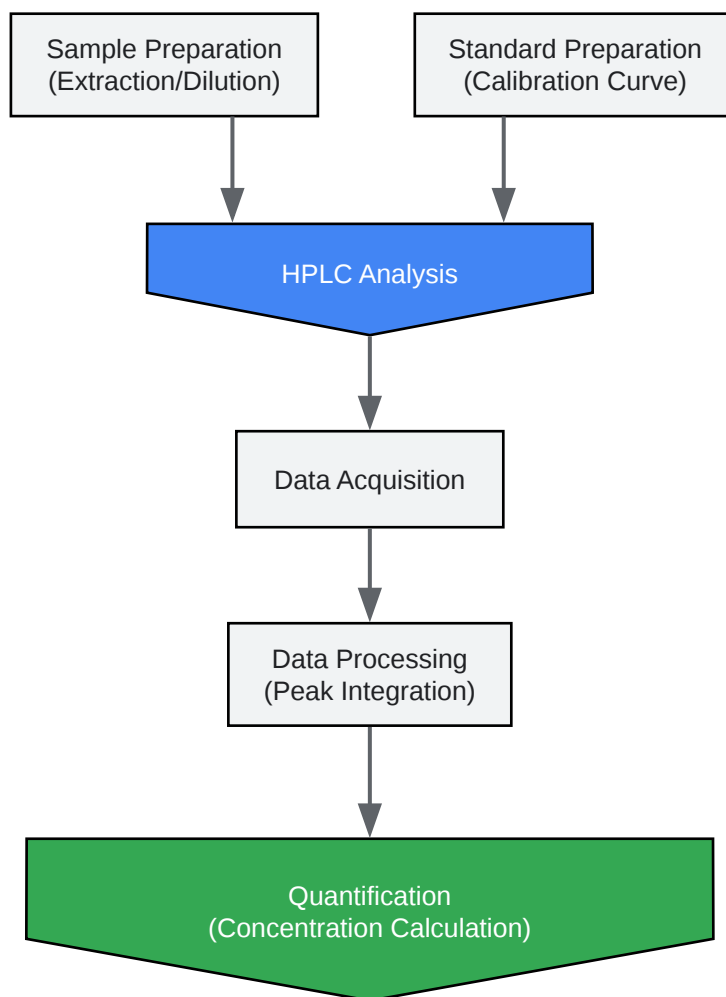 Sample Preparation
(Extraction/Dilution)
Standard Preparation
(Calibration Curve)
HPLC Analysis
Data Acquisition
Data Processing
(Peak Integration)
Quantification
(Concentration Calculation)